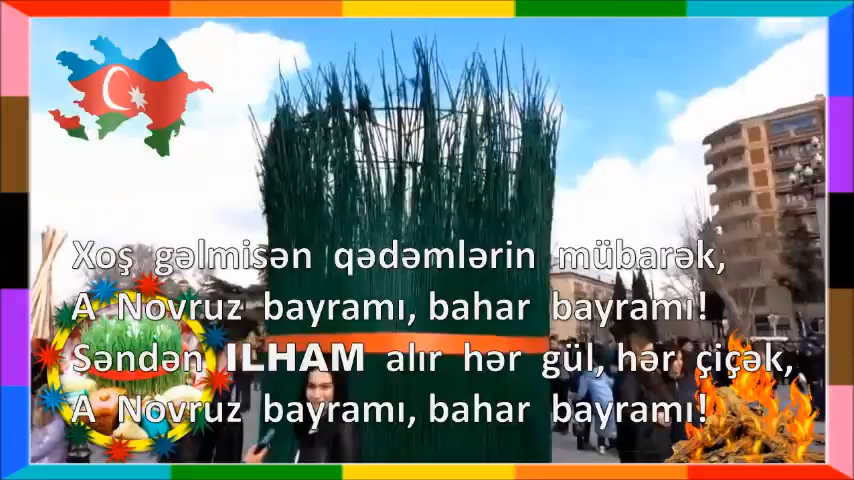 Xoş gəlmisən qədəmlərin mübarək,
A Novruz bayramı, bahar bayramı!
Səndən ILHAM alır hər gül, hər çiçək,
A Novruz bayramı, bahar bayramı!